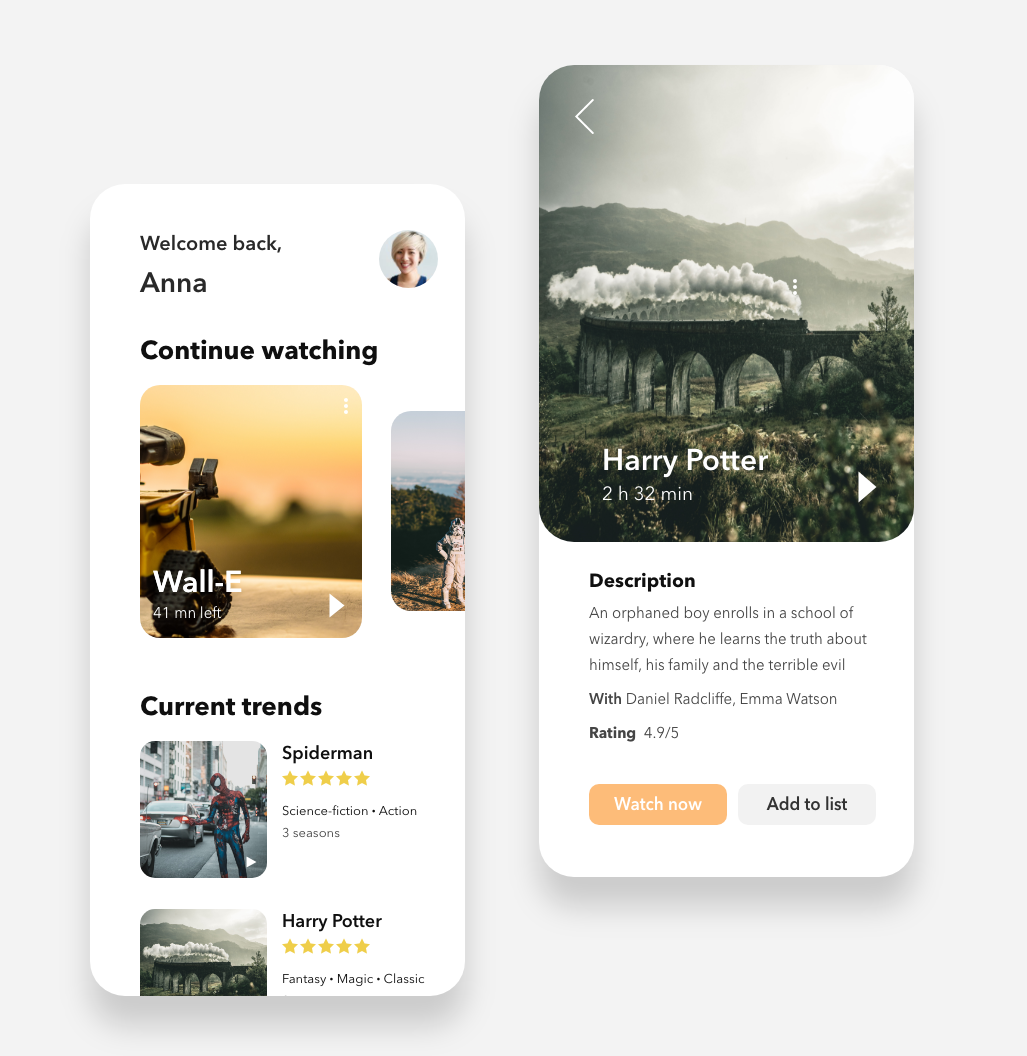 Welcome back,
Anna
Continue watching
Wall-E
41 mn left
Current trends
Spiderman
Science-fiction • Action
3 seasons
Harry Potter
Fantasy • Magic • Classic
Harry Potter
2 h 32 min
Description
An orphaned boy enrolls in a school of
wizardry, where he learns the truth about
himself, his family and the terrible evil
With Daniel Radcliffe, Emma Watson
Rating 4.9/5
Watch now
Add to list